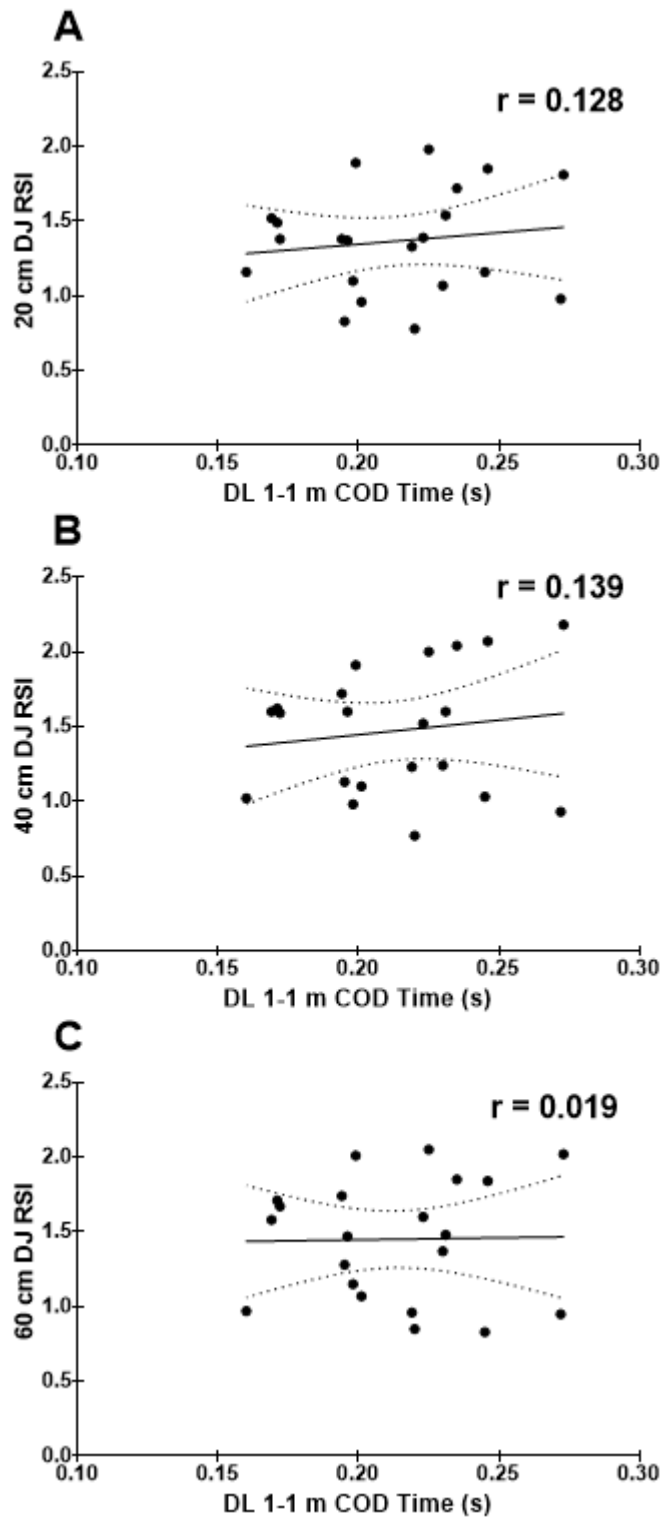 A
r = 0.128
20 cm DJ RSI
2.5
2.0
1.5
1.0
0.5
0.0
0.10 0.15 0.20 0.25 0.30
DL 1-1 m COD Time (s)
B
r = 0.139
40 cm DJ RSI
2.5
2.0
1.5
1.0
0.5
0.0
0.10 0.15 0.20 0.25 0.30
DL 1-1 m COD Time (s)
C
r = 0.019
60 cm DJ RSI
2.5
2.0
1.5
1.0
0.5
0.0
0.10 0.15 0.20 0.25 0.30
DL 1-1 m COD Time (s)